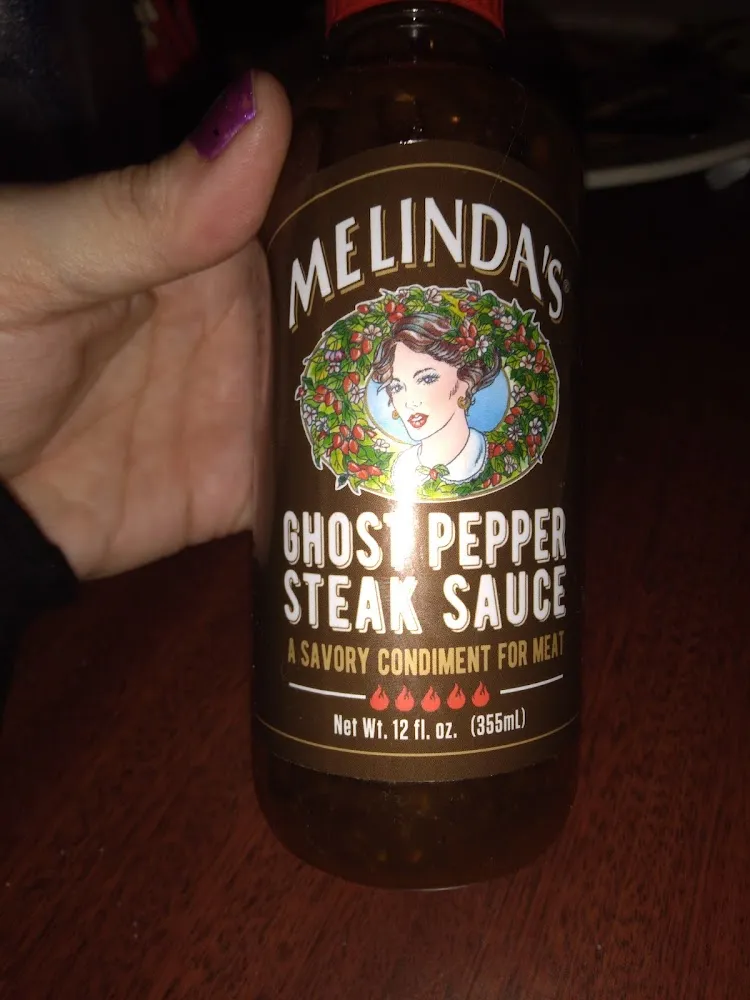 MELINDA'S®
GHOST PEPPER
STEAK SAUCE
A SAVORY CONDIMENT FOR MEAT
Net Wt. 12 fl. oz. (355mL)